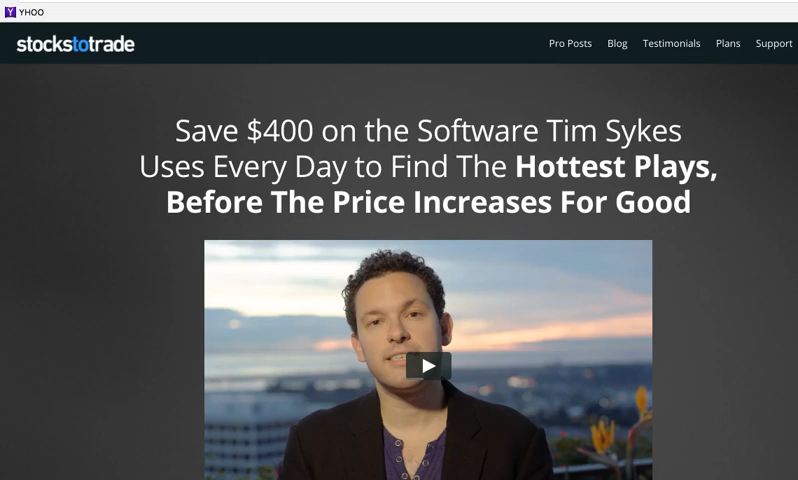 YHOO
stockstotrade
Pro Posts Blog Testimonials Plans Support
Save $400 on the Software Tim Sykes
Uses Every Day to Find The Hottest Plays,
Before The Price Increases For Good